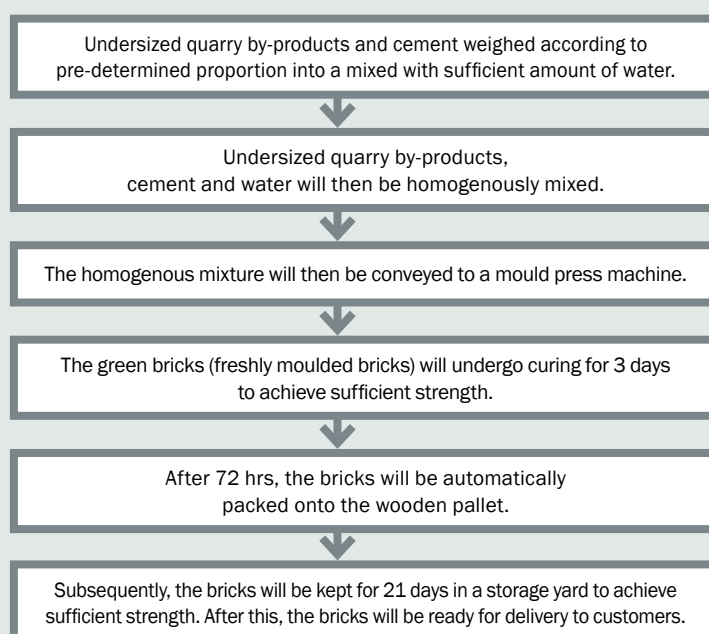 Undersized quarry by-products and cement weighed according to
pre-determined proportion into a mixed with sufficient amount of water.
Undersized quarry by-products,
cement and water will then be homogenously mixed.
The homogenous mixture will then be conveyed to a mould press machine.
The green bricks (freshly moulded bricks) will undergo curing for 3 days
to achieve sufficient strength.
After 72 hrs, the bricks will be automatically
packed onto the wooden pallet.
Subsequently, the bricks will be kept for 21 days in a storage yard to achieve
sufficient strength. After this, the bricks will be ready for delivery to customers.